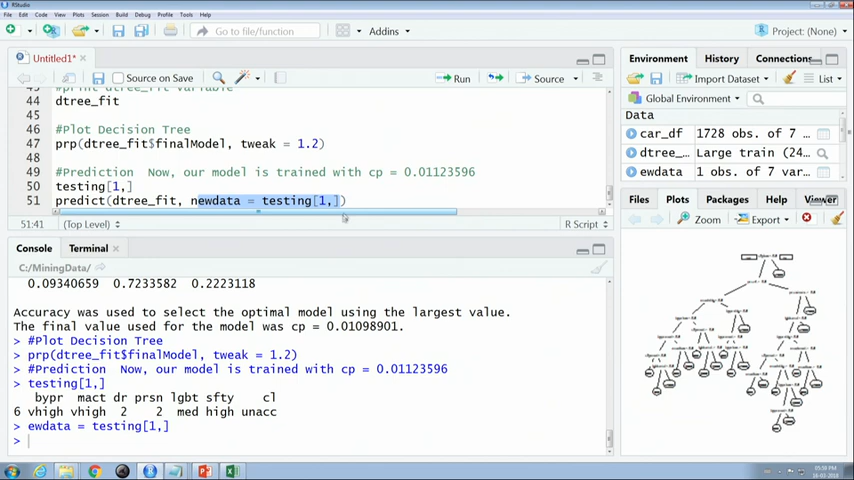 RStudio
File Edit Code View Plots Session Build Debug Profile Tools Help
Go to file/function
Addins
Project: (None)
Untitled1*
Source on Save
Run
Source
44 dtree_fit
45
46 #Plot Decision Tree
47 prp(dtree_fit$finalModel, tweak = 1.2)
48
49 #Prediction Now, our model is trained with cp = 0.01123596
50 testing[1,]
51 predict(dtree_fit, newdata = testing[1,])
51:41 (Top Level) R Script
Console Terminal
C:/MiningData/
0.09340659 0.7233582 0.2223118
Accuracy was used to select the optimal model using the largest value.
The final value used for the model was cp = 0.01098901.
> #Plot Decision Tree
> prp(dtree_fit$finalModel, tweak = 1.2)
> #Prediction Now, our model is trained with cp = 0.01123596
> testing[1,]
bypr mact dr prsn lgbt sfty cl
6 vhigh vhigh 2 2 med high unacc
> ewdata = testing[1,]
>
Environment History Connections
Import Dataset List
Global Environment
Data
car_df 1728 obs. of 7
dtree_… Large train (24…
ewdata 1 obs. of 7 var…
Files Plots Packages Help Viewer
Zoom Export
05:58 PM